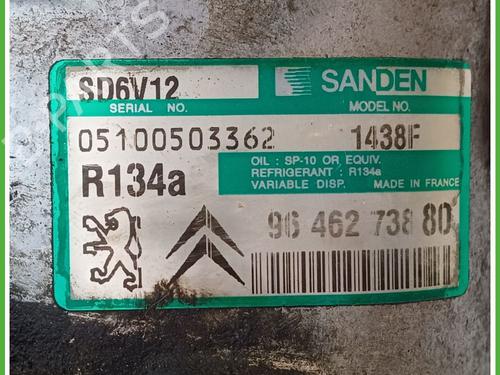 SD6V12 SANDEN
SERIAL NO. MODEL NO.
05100503362 1438F
R134a
OIL : SP-10 OR EQUIV.
REFRIGERANT : R134a
VARIABLE DISP. MADE IN FRANCE
96 462 738 80